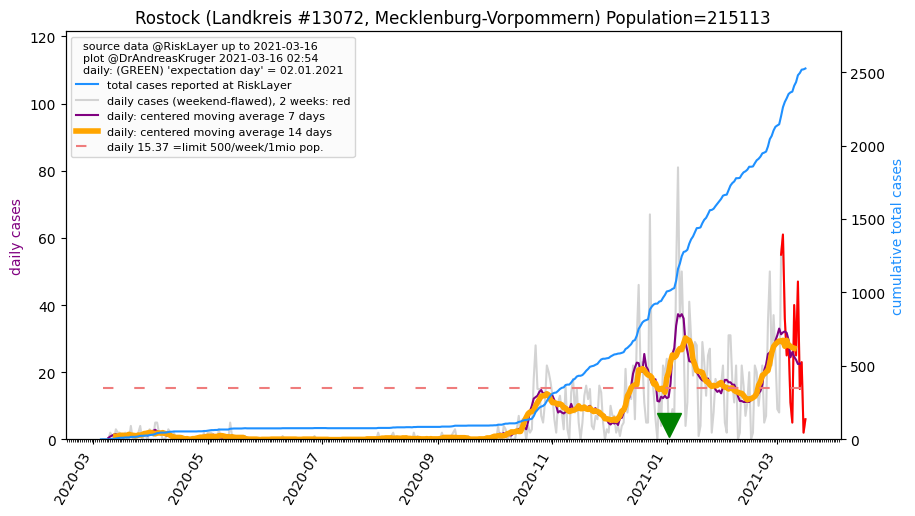 Rostock (Landkreis #13072, Mecklenburg-Vorpommern) Population=215113
source data @RiskLayer up to 2021-03-16
plot @DrAndreasKruger 2021-03-16 02:54
daily: (GREEN) 'expectation day' = 02.01.2021
total cases reported at RiskLayer
daily cases (weekend-flawed), 2 weeks: red
daily: centered moving average 7 days
daily: centered moving average 14 days
daily 15.37 =limit 500/week/1mio pop.
daily cases
120
100
80
60
40
20
0
cumulative total cases
2500
2000
1500
1000
500
0
2020-03
2020-05
2020-07
2020-09
2020-11
2021-01
2021-03